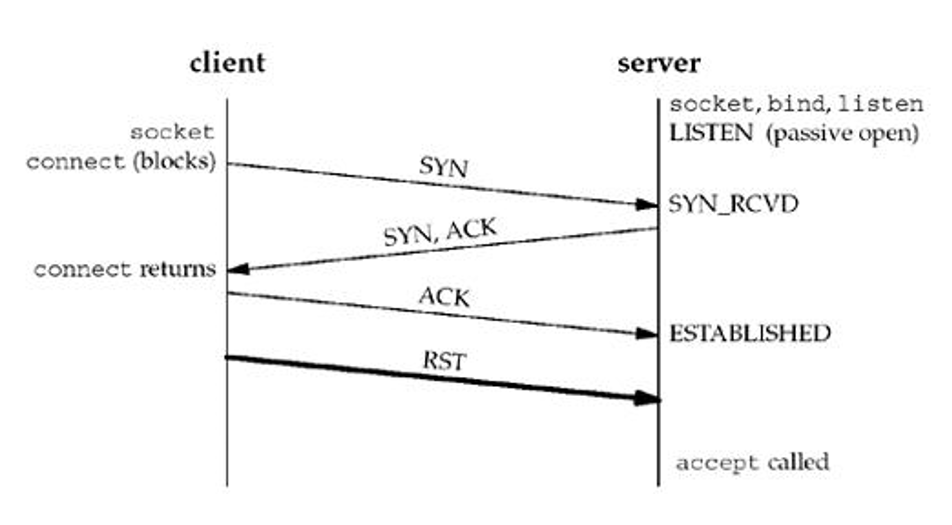 client
server
socket, bind, listen
LISTEN (passive open)
socket
connect (blocks)
SYN
SYN_RCVD
SYN, ACK
connect returns
ACK
ESTABLISHED
RST
accept called